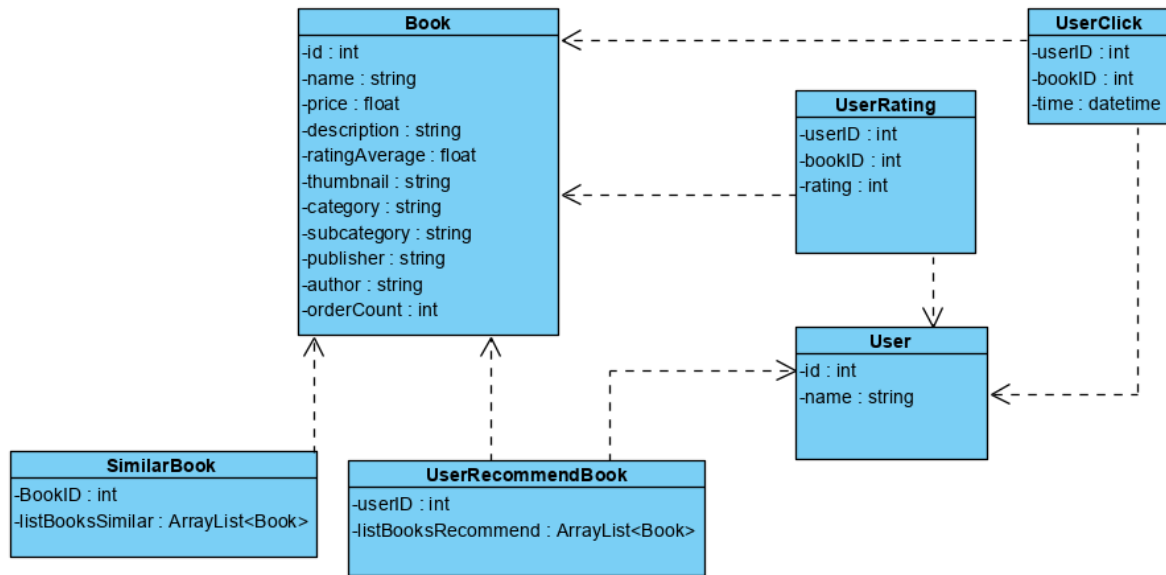 Book
-id : int
-name : string
-price : float
-description : string
-ratingAverage : float
-thumbnail : string
-category : string
-subcategory : string
-publisher : string
-author : string
-orderCount : int
UserClick
-userID : int
-bookID : int
-time : datetime
UserRating
-userID : int
-bookID : int
-rating : int
User
-id : int
-name : string
SimilarBook
-BookID : int
-listBooksSimilar : ArrayList<Book>
UserRecommendBook
-userID : int
-listBooksRecommend : ArrayList<Book>